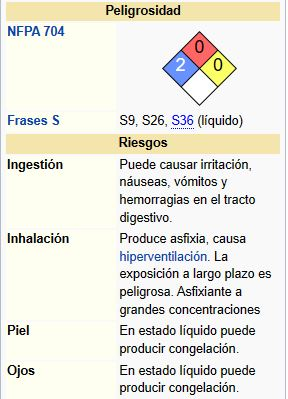 Peligrosidad
NFPA 704
0
2
0
Frases S
S9, S26, S36 (líquido)
Riesgos
Ingestión
Puede causar irritación,
náuseas, vómitos y
hemorragias en el tracto
digestivo.
Inhalación
Produce asfixia, causa
hiperventilación. La
exposición a largo plazo es
peligrosa. Asfixiante a
grandes concentraciones
Piel
En estado líquido puede
producir congelación.
Ojos
En estado líquido puede
producir congelación.